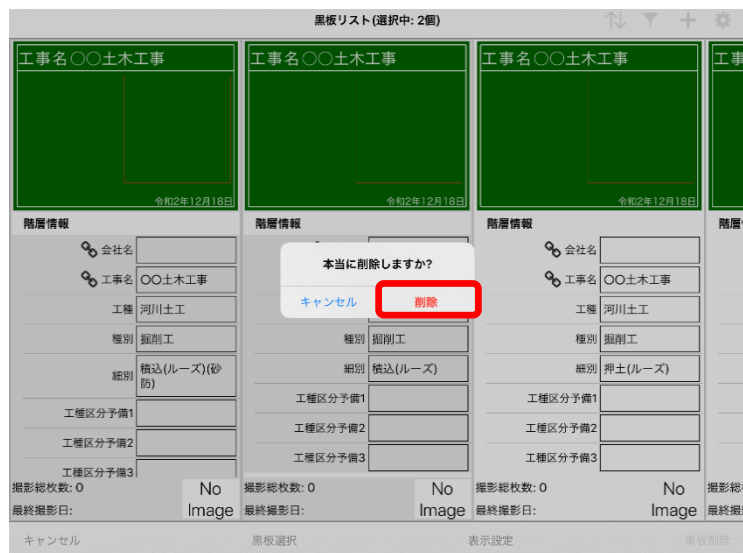 黒板リスト(選択中: 2個)
工事名○○土木工事
令和2年12月18日
階層情報
会社名
工事名 ○○土木工事
工種 河川土工
種別 掘削工
細別 積込(ルーズ)(砂
防)
工種区分予備1
工種区分予備2
工種区分予備3
撮影総枚数: 0
最終撮影日:
No
Image
工事名○○土木工事
令和2年12月18日
階層情報
種別 掘削工
細別 積込(ルーズ)
工種区分予備1
工種区分予備2
工種区分予備3
撮影総枚数: 0
最終撮影日:
No
Image
工事名○○土木工事
令和2年12月18日
階層情報
会社名
工事名 ○○土木工事
工種 河川土工
種別 掘削工
細別 押土(ルーズ)
工種区分予備1
工種区分予備2
工種区分予備3
撮影総枚数: 0
最終撮影日:
No
Image
工事
階層
撮影総
最終撮
本当に削除しますか?
キャンセル 削除
キャンセル 黒板選択 表示設定 黒板削除